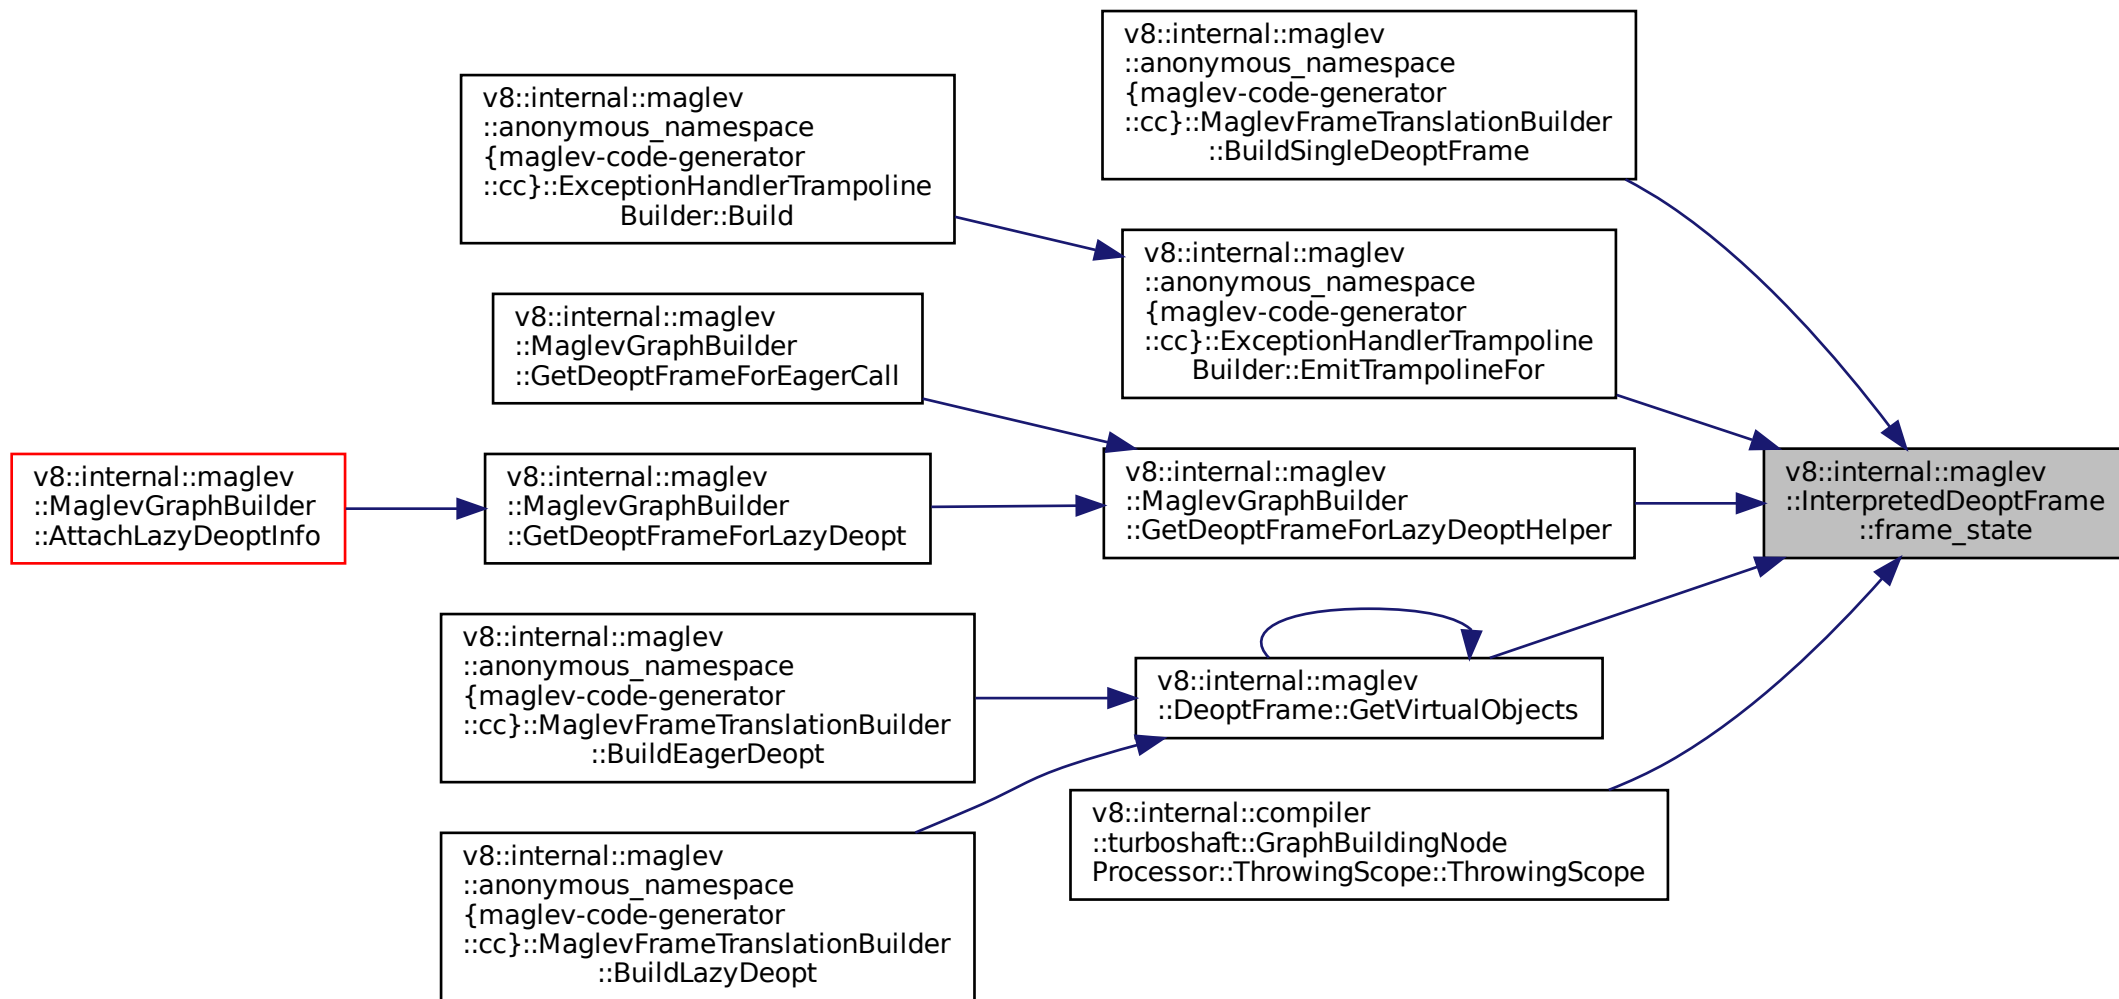 v8::internal::maglev
::anonymous_namespace
{maglev-code-generator
::cc}::MaglevFrameTranslationBuilder
::BuildSingleDeoptFrame
v8::internal::maglev
::anonymous_namespace
{maglev-code-generator
::cc}::ExceptionHandlerTrampoline
Builder::Build
v8::internal::maglev
::anonymous_namespace
{maglev-code-generator
::cc}::ExceptionHandlerTrampoline
Builder::EmitTrampolineFor
v8::internal::maglev
::MaglevGraphBuilder
::GetDeoptFrameForEagerCall
v8::internal::maglev
::MaglevGraphBuilder
::AttachLazyDeoptInfo
v8::internal::maglev
::MaglevGraphBuilder
::GetDeoptFrameForLazyDeopt
v8::internal::maglev
::MaglevGraphBuilder
::GetDeoptFrameForLazyDeoptHelper
v8::internal::maglev
::InterpretedDeoptFrame
::frame_state
v8::internal::maglev
::anonymous_namespace
{maglev-code-generator
::cc}::MaglevFrameTranslationBuilder
::BuildEagerDeopt
v8::internal::maglev
::DeoptFrame::GetVirtualObjects
v8::internal::compiler
::turboshaft::GraphBuildingNode
Processor::ThrowingScope::ThrowingScope
v8::internal::maglev
::anonymous_namespace
{maglev-code-generator
::cc}::MaglevFrameTranslationBuilder
::BuildLazyDeopt